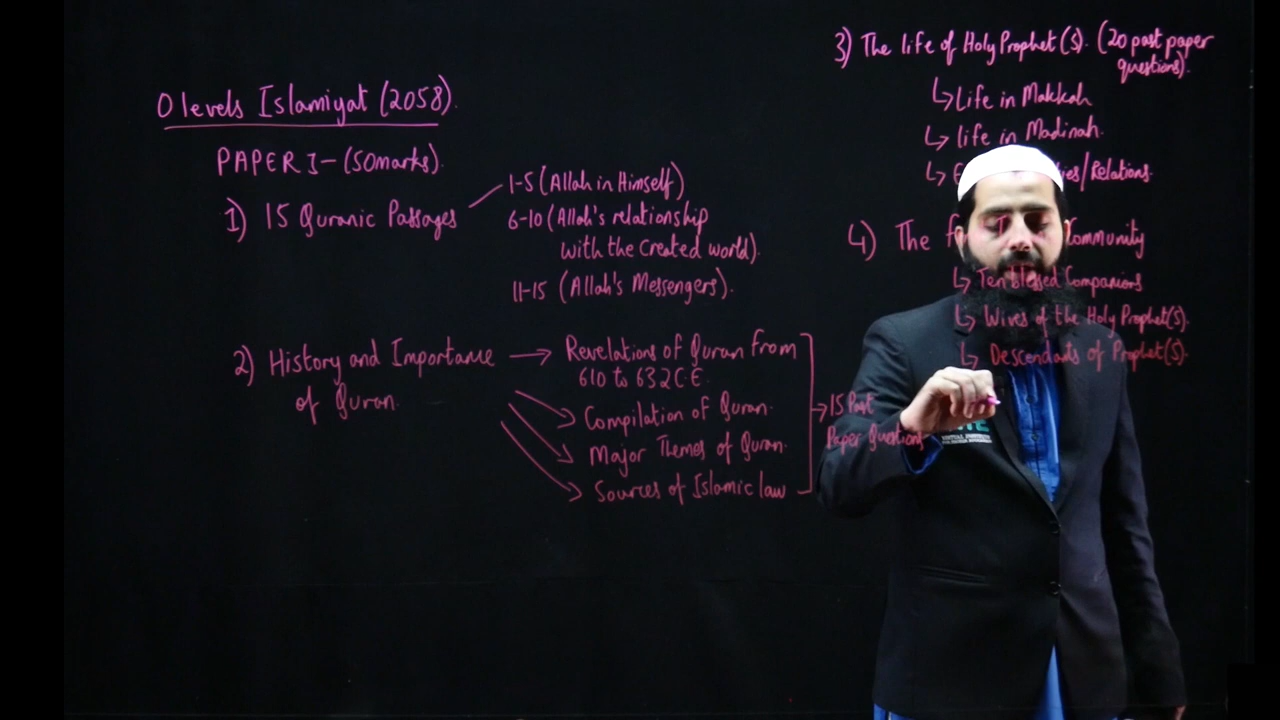 O levels Islamiyat (2058).
PAPER I - (50marks).
1) 15 Quranic Passages
1-5 (Allah in Himself)
6-10 (Allah's relationship
with the created world).
11-15 (Allah's Messengers).
2) History and Importance
of Quran.
Revelations of Quran from
610 to 632 C.E.
Compilation of Quran.
Major Themes of Quran.
Sources of Islamic law
15 Past
Paper Questions
3) The life of Holy Prophet (S). (20 past paper
questions).
Life in Makkah
life in Madinah.
/Relations.
4) The Community
Ten blessed Companions
Wives of the Holy Prophet(S).
Descendants of Prophet(S).